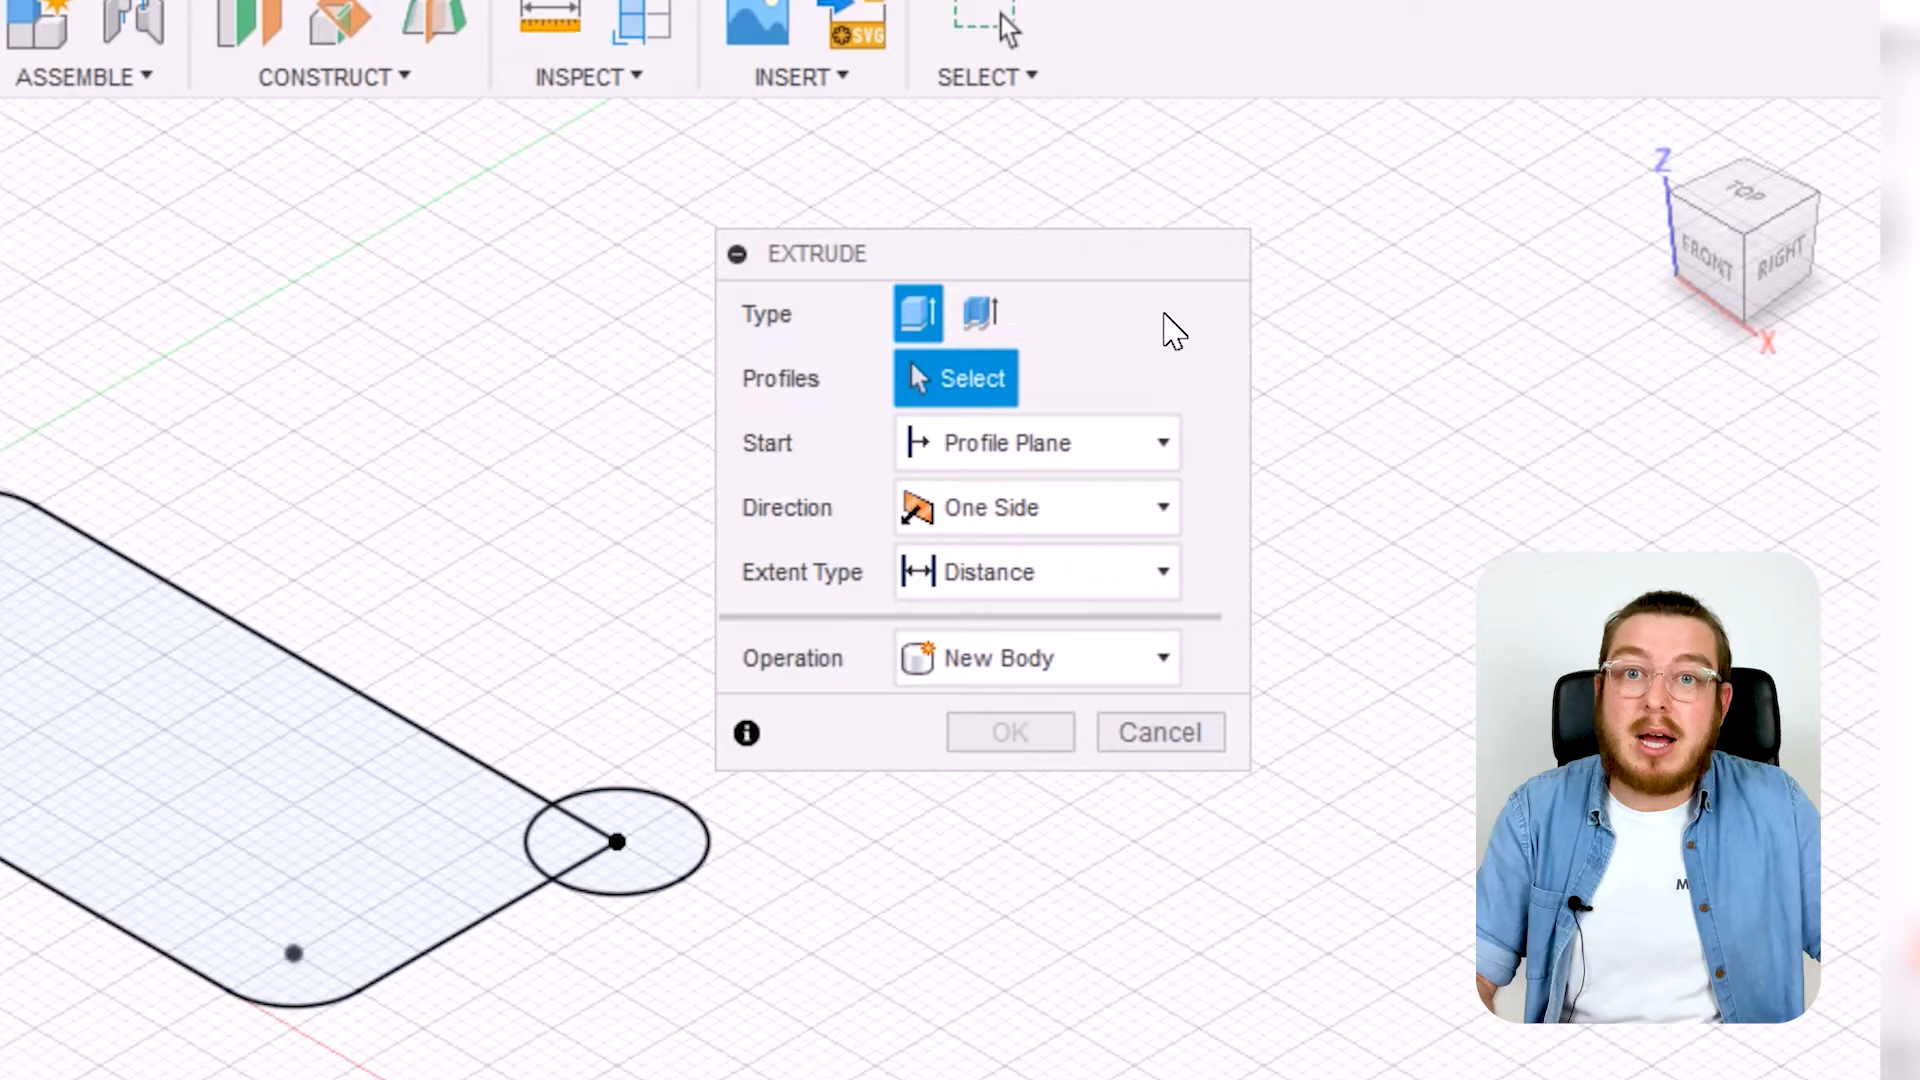 SVG
ASSEMBLE CONSTRUCT INSPECT INSERT SELECT
Z
TOP
FRONT RIGHT
X
EXTRUDE
Type
Profiles Select
Start Profile Plane
Direction One Side
Extent Type Distance
Operation New Body
OK Cancel
M